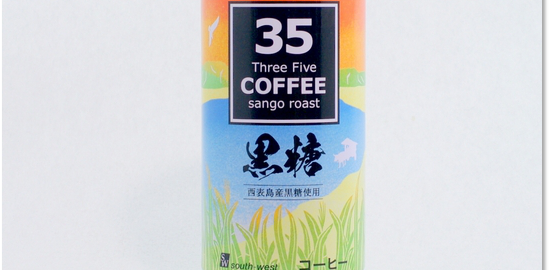 35
Three Five
COFFEE
sango roast
黒糖
西表島産黒糖使用
SW south-west
コーヒー